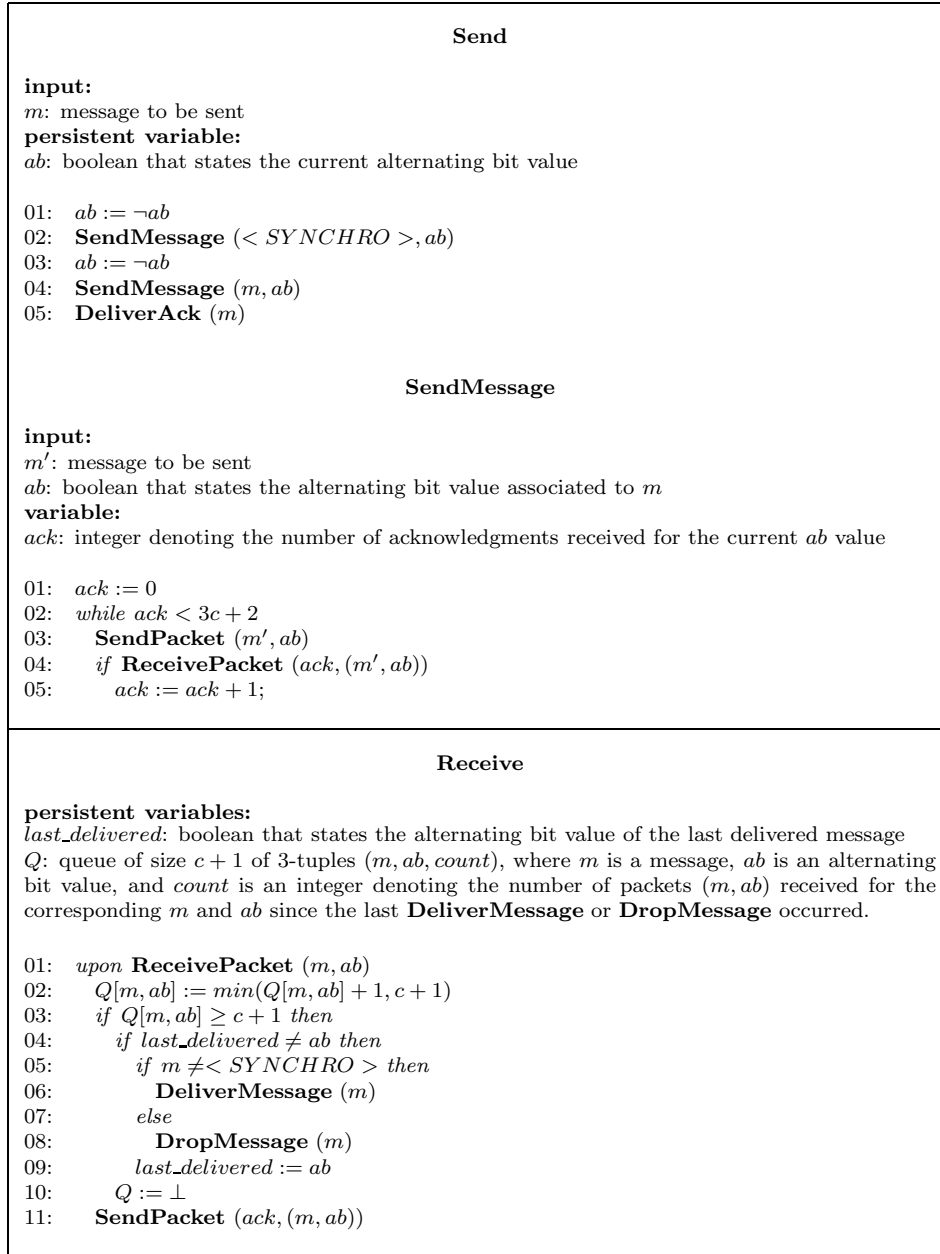 Send
input:
m: message to be sent
persistent variable:
ab: boolean that states the current alternating bit value
01: ab := ¬ab
02: SendMessage (< SYNCHRO >, ab)
03: ab := ¬ab
04: SendMessage (m, ab)
05: DeliverAck (m)
SendMessage
input:
m′: message to be sent
ab: boolean that states the alternating bit value associated to m
variable:
ack: integer denoting the number of acknowledgments received for the current ab value
01: ack := 0
02: while ack < 3c + 2
03: SendPacket (m′, ab)
04: if ReceivePacket (ack, (m′, ab))
05: ack := ack + 1;
Receive
persistent variables:
last_delivered: boolean that states the alternating bit value of the last delivered message
Q: queue of size c + 1 of 3-tuples (m, ab, count), where m is a message, ab is an alternating
bit value, and count is an integer denoting the number of packets (m, ab) received for the
corresponding m and ab since the last DeliverMessage or DropMessage occurred.
01: upon ReceivePacket (m, ab)
02: Q[m, ab] := min(Q[m, ab] + 1, c + 1)
03: if Q[m, ab] ≥ c + 1 then
04: if last_delivered ≠ ab then
05: if m ≠< SYNCHRO > then
06: DeliverMessage (m)
07: else
08: DropMessage (m)
09: last_delivered := ab
10: Q := ⊥
11: SendPacket (ack, (m, ab))